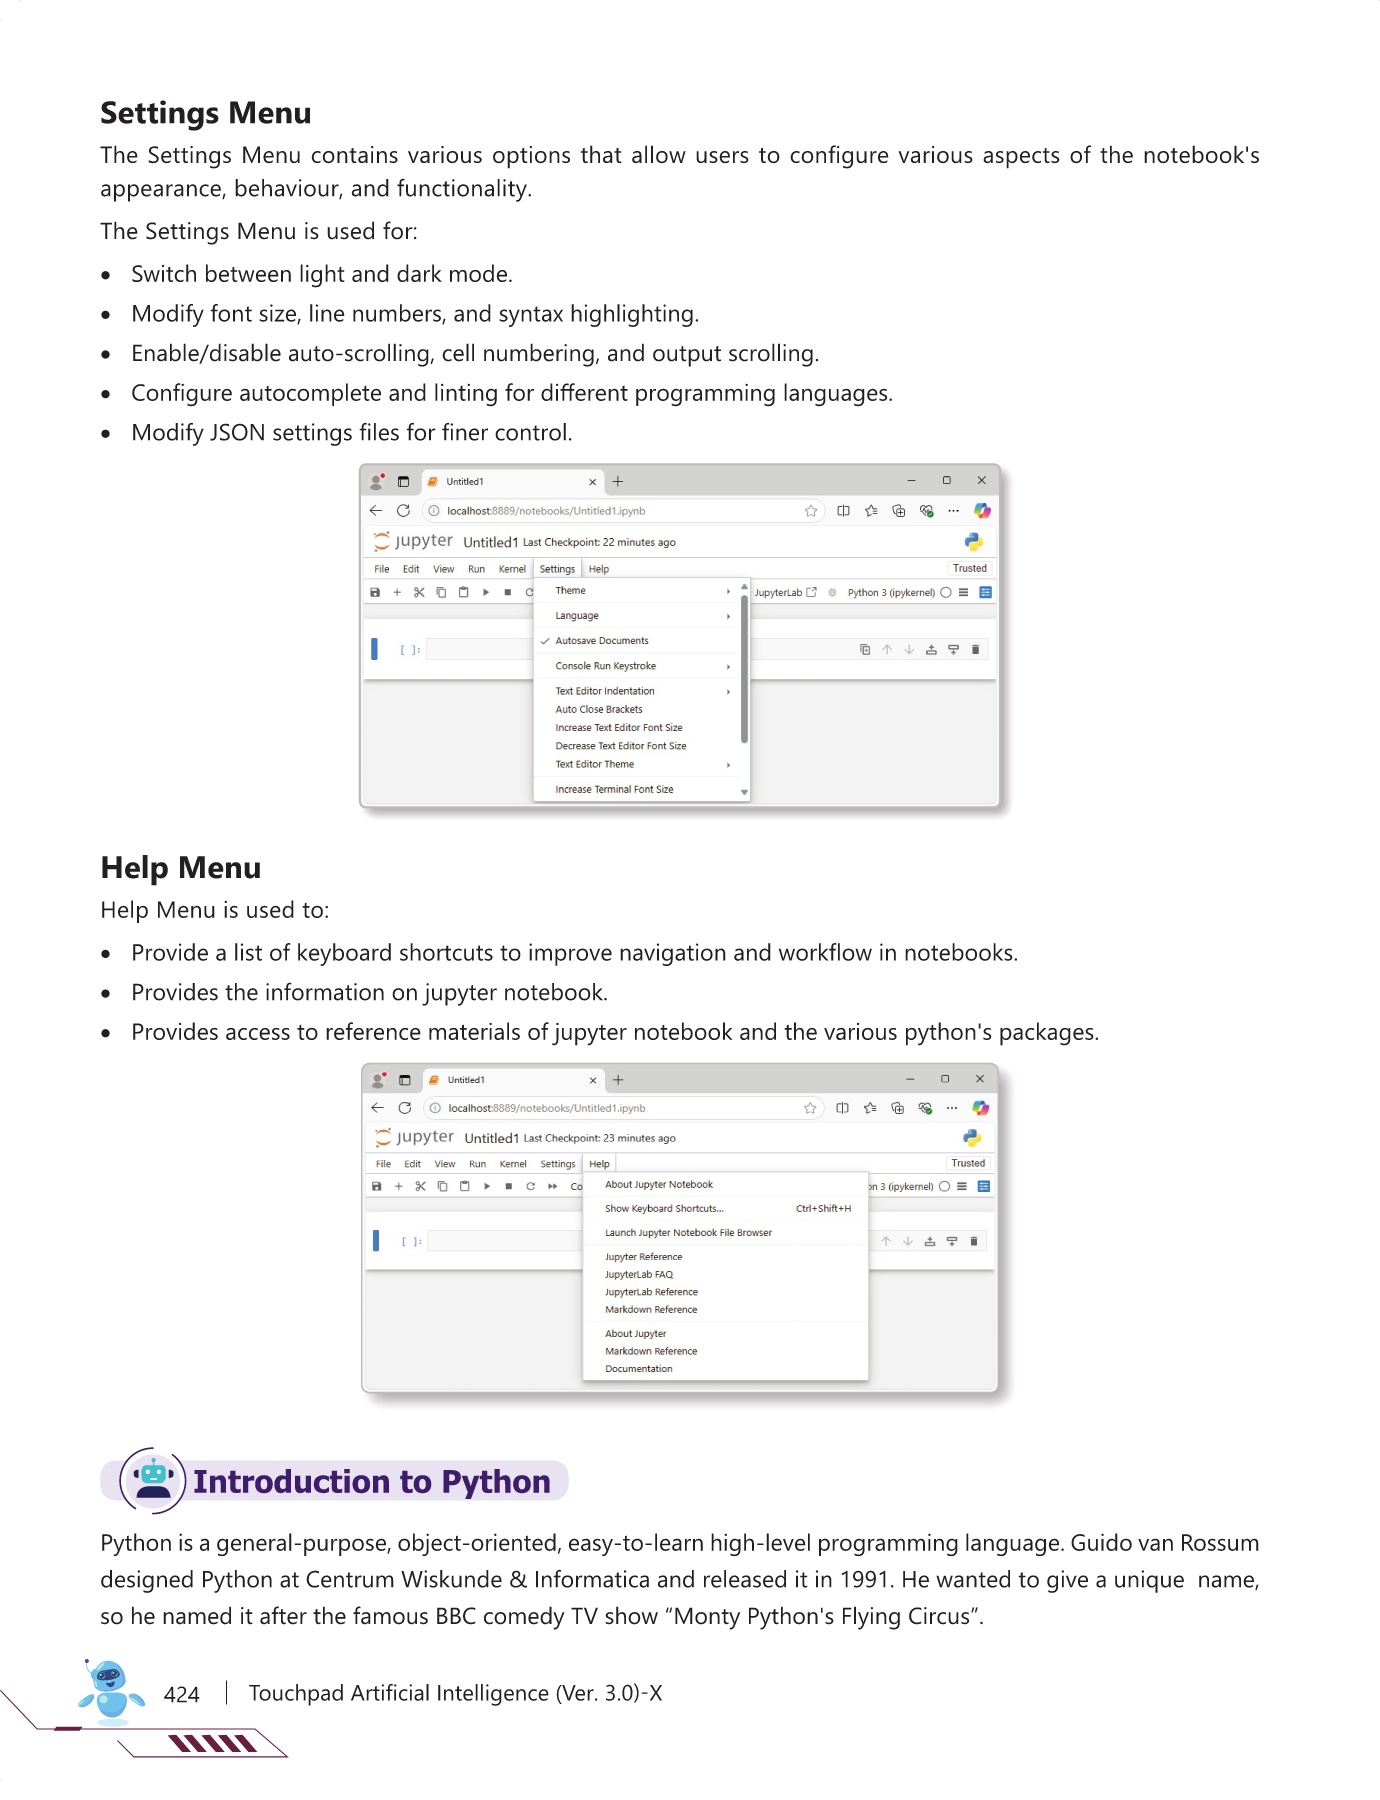 Settings Menu
The Settings Menu contains various options that allow users to configure various aspects of the notebook's
appearance, behaviour, and functionality.
The Settings Menu is used for:
• Switch between light and dark mode.
• Modify font size, line numbers, and syntax highlighting.
• Enable/disable auto-scrolling, cell numbering, and output scrolling.
• Configure autocomplete and linting for different programming languages.
• Modify JSON settings files for finer control.
Untitled1
localhost:8889/notebooks/Untitled1.ipynb
jupyter Untitled1 Last Checkpoint: 22 minutes ago
File Edit View Run Kernel Settings Help Trusted
JupyterLab Python 3 (ipykernel)
[ ]:
Theme
Language
Autosave Documents
Console Run Keystroke
Text Editor Indentation
Auto Close Brackets
Increase Text Editor Font Size
Decrease Text Editor Font Size
Text Editor Theme
Increase Terminal Font Size
Help Menu
Help Menu is used to:
• Provide a list of keyboard shortcuts to improve navigation and workflow in notebooks.
• Provides the information on jupyter notebook.
• Provides access to reference materials of jupyter notebook and the various python's packages.
Untitled1
localhost:8889/notebooks/Untitled1.ipynb
jupyter Untitled1 Last Checkpoint: 23 minutes ago
File Edit View Run Kernel Settings Help Trusted
Co on 3 (ipykernel)
[ ]:
About Jupyter Notebook
Show Keyboard Shortcuts... Ctrl+Shift+H
Launch Jupyter Notebook File Browser
Jupyter Reference
JupyterLab FAQ
JupyterLab Reference
Markdown Reference
About Jupyter
Markdown Reference
Documentation
Introduction to Python
Python is a general-purpose, object-oriented, easy-to-learn high-level programming language. Guido van Rossum
designed Python at Centrum Wiskunde & Informatica and released it in 1991. He wanted to give a unique name,
so he named it after the famous BBC comedy TV show “Monty Python's Flying Circus”.
424 | Touchpad Artificial Intelligence (Ver. 3.0)-X